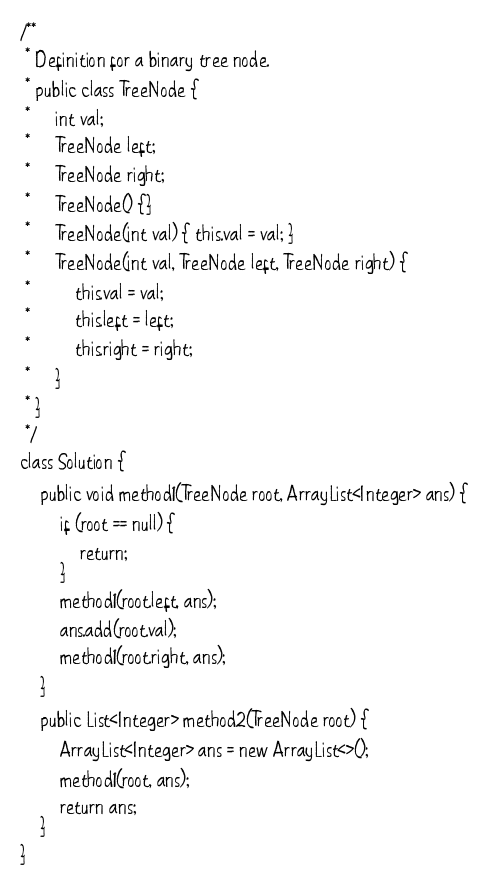 /**
 * Definition for a binary tree node.
 * public class TreeNode {
 *     int val;
 *     TreeNode left;
 *     TreeNode right;
 *     TreeNode() {}
 *     TreeNode(int val) { this.val = val; }
 *     TreeNode(int val, TreeNode left, TreeNode right) {
 *         this.val = val;
 *         this.left = left;
 *         this.right = right;
 *     }
 * }
 */
class Solution {
    public void method1(TreeNode root, ArrayList<Integer> ans) {
        if (root == null) {
            return;
        }
        method1(root.left, ans);
        ans.add(root.val);
        method1(root.right, ans);
    }
    public List<Integer> method2(TreeNode root) {
        ArrayList<Integer> ans = new ArrayList<>();
        method1(root, ans);
        return ans;
    }
}